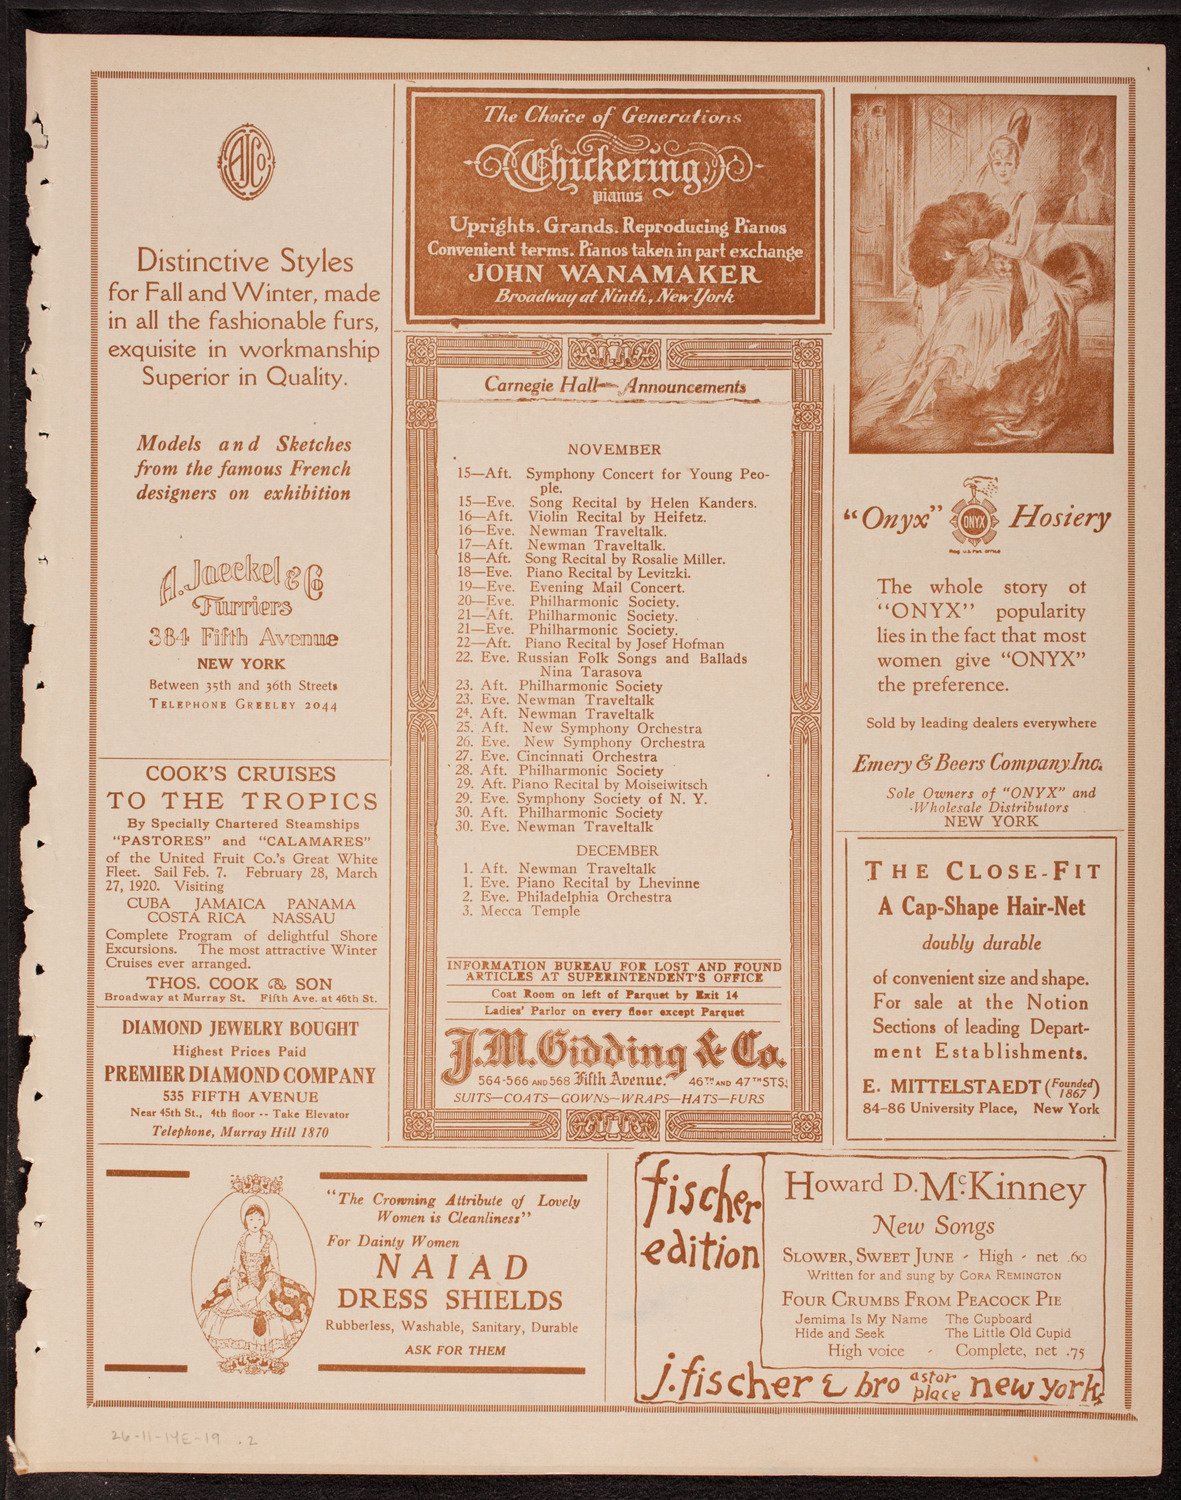 AJCo
Distinctive Styles
for Fall and Winter, made
in all the fashionable furs,
exquisite in workmanship
Superior in Quality.
Models and Sketches
from the famous French
designers on exhibition
A. Jaeckel & Co
Furriers
384 Fifth Avenue
NEW YORK
Between 35th and 36th Streets
TELEPHONE GREELEY 2044
COOK'S CRUISES
TO THE TROPICS
By Specially Chartered Steamships
"PASTORES" and "CALAMARES"
of the United Fruit Co.'s Great White
Fleet. Sail Feb. 7. February 28, March
27, 1920. Visiting
CUBA JAMAICA PANAMA
COSTA RICA NASSAU
Complete Program of delightful Shore
Excursions. The most attractive Winter
Cruises ever arranged.
THOS. COOK & SON
Broadway at Murray St. Fifth Ave. at 46th St.
DIAMOND JEWELRY BOUGHT
Highest Prices Paid
PREMIER DIAMOND COMPANY
535 FIFTH AVENUE
Near 45th St., 4th floor -- Take Elevator
Telephone, Murray Hill 1870
The Choice of Generations
Chickering
pianos
Uprights. Grands. Reproducing Pianos
Convenient terms. Pianos taken in part exchange
JOHN WANAMAKER
Broadway at Ninth, New York
Carnegie Hall—Announcements
NOVEMBER
15—Aft. Symphony Concert for Young Peo-
ple.
15—Eve. Song Recital by Helen Kanders.
16—Aft. Violin Recital by Heifetz.
16—Eve. Newman Traveltalk.
17—Aft. Newman Traveltalk.
18—Aft. Song Recital by Rosalie Miller.
18—Eve. Piano Recital by Levitzki.
19—Eve. Evening Mail Concert.
20—Eve. Philharmonic Society.
21—Aft. Philharmonic Society.
21—Eve. Philharmonic Society.
22—Aft. Piano Recital by Josef Hofman
22. Eve. Russian Folk Songs and Ballads
Nina Tarasova
23. Aft. Philharmonic Society
23. Eve. Newman Traveltalk
24. Aft. Newman Traveltalk
25. Aft. New Symphony Orchestra
26. Eve. New Symphony Orchestra
27. Eve. Cincinnati Orchestra
28. Aft. Philharmonic Society
29. Aft. Piano Recital by Moiseiwitsch
29. Eve. Symphony Society of N. Y.
30. Aft. Philharmonic Society
30. Eve. Newman Traveltalk
DECEMBER
1. Aft. Newman Traveltalk
1. Eve. Piano Recital by Lhevinne
2. Eve. Philadelphia Orchestra
3. Mecca Temple
INFORMATION BUREAU FOR LOST AND FOUND
ARTICLES AT SUPERINTENDENT'S OFFICE
Coat Room on left of Parquet by Exit 14
Ladies' Parlor on every floor except Parquet
J.M. Gidding & Co.
564-566 AND 568 Fifth Avenue. 46TH AND 47TH STS.
SUITS—COATS—GOWNS—WRAPS—HATS—FURS
"Onyx" ONYX Hosiery
Reg. U.S. Pat. Office
The whole story of
"ONYX" popularity
lies in the fact that most
women give "ONYX"
the preference.
Sold by leading dealers everywhere
Emery & Beers Company, Inc.
Sole Owners of "ONYX" and
Wholesale Distributors
NEW YORK
THE CLOSE-FIT
A Cap-Shape Hair-Net
doubly durable
of convenient size and shape.
For sale at the Notion
Sections of leading Depart-
ment Establishments.
E. MITTELSTAEDT (Founded 1867)
84-86 University Place, New York
"The Crowning Attribute of Lovely
Women is Cleanliness"
For Dainty Women
NAIAD
DRESS SHIELDS
Rubberless, Washable, Sanitary, Durable
ASK FOR THEM
fischer
edition
Howard D. McKinney
New Songs
SLOWER, SWEET JUNE - High - net .60
Written for and sung by CORA REMINGTON
FOUR CRUMBS FROM PEACOCK PIE
Jemima Is My Name The Cupboard
Hide and Seek The Little Old Cupid
High voice - Complete, net .75
j. fischer & bro astor place new york
26-11-14E-19 .2